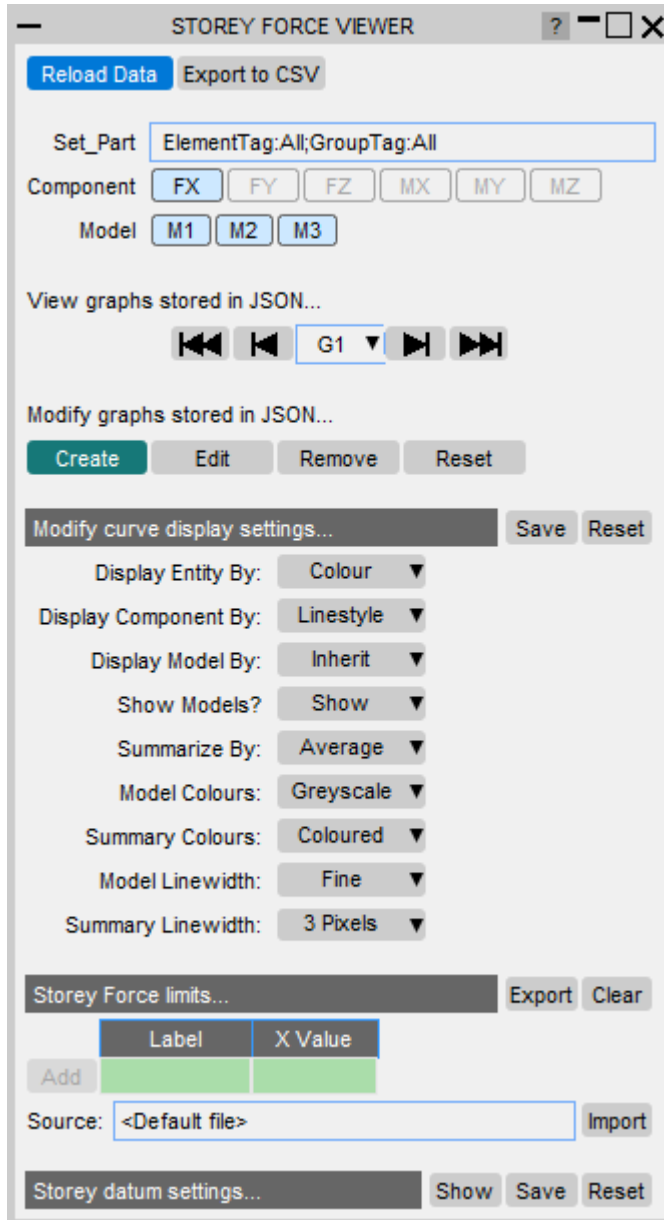 STOREY FORCE VIEWER ?
Reload Data Export to CSV
Set_Part ElementTag:All;GroupTag:All
Component FX FY FZ MX MY MZ
Model M1 M2 M3
View graphs stored in JSON...
G1
Modify graphs stored in JSON...
Create Edit Remove Reset
Modify curve display settings... Save Reset
Display Entity By: Colour
Display Component By: Linestyle
Display Model By: Inherit
Show Models? Show
Summarize By: Average
Model Colours: Greyscale
Summary Colours: Coloured
Model Linewidth: Fine
Summary Linewidth: 3 Pixels
Storey Force limits... Export Clear
Label X Value
Add
Source: <Default file> Import
Storey datum settings... Show Save Reset